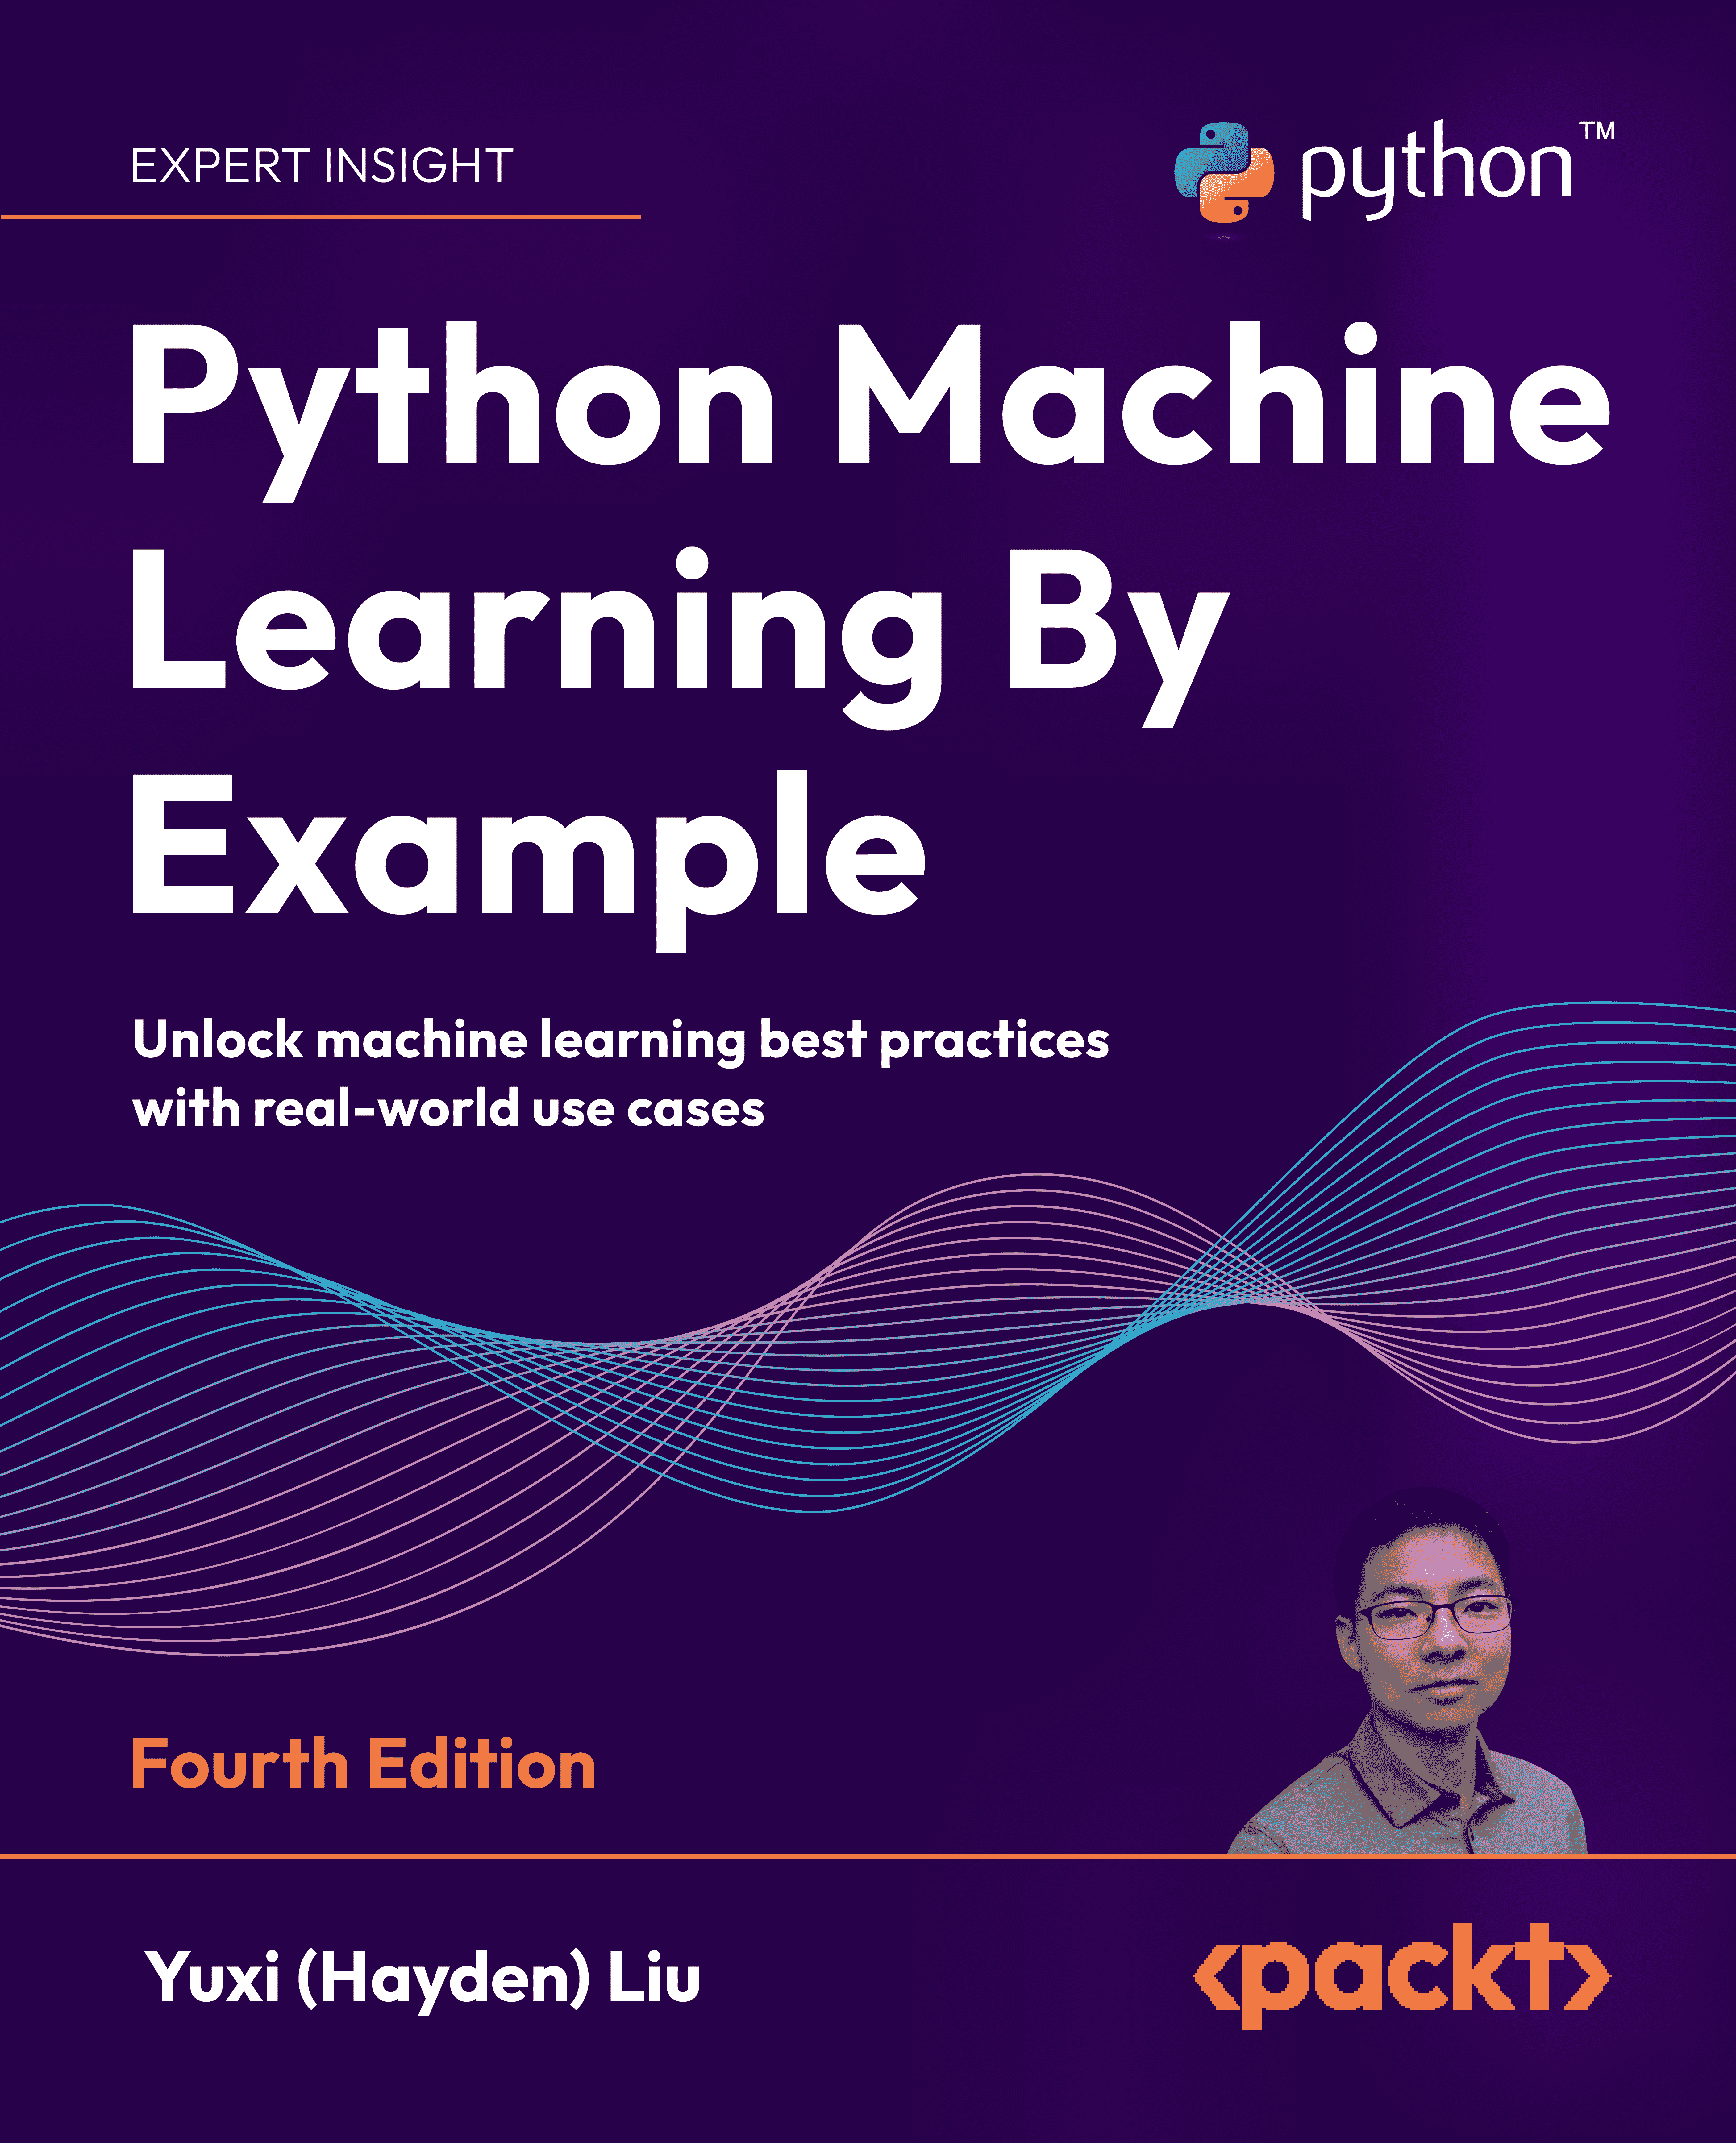 EXPERT INSIGHT
python™
Python Machine
Learning By
Example
Unlock machine learning best practices
with real-world use cases
Fourth Edition
Yuxi (Hayden) Liu
<packt>